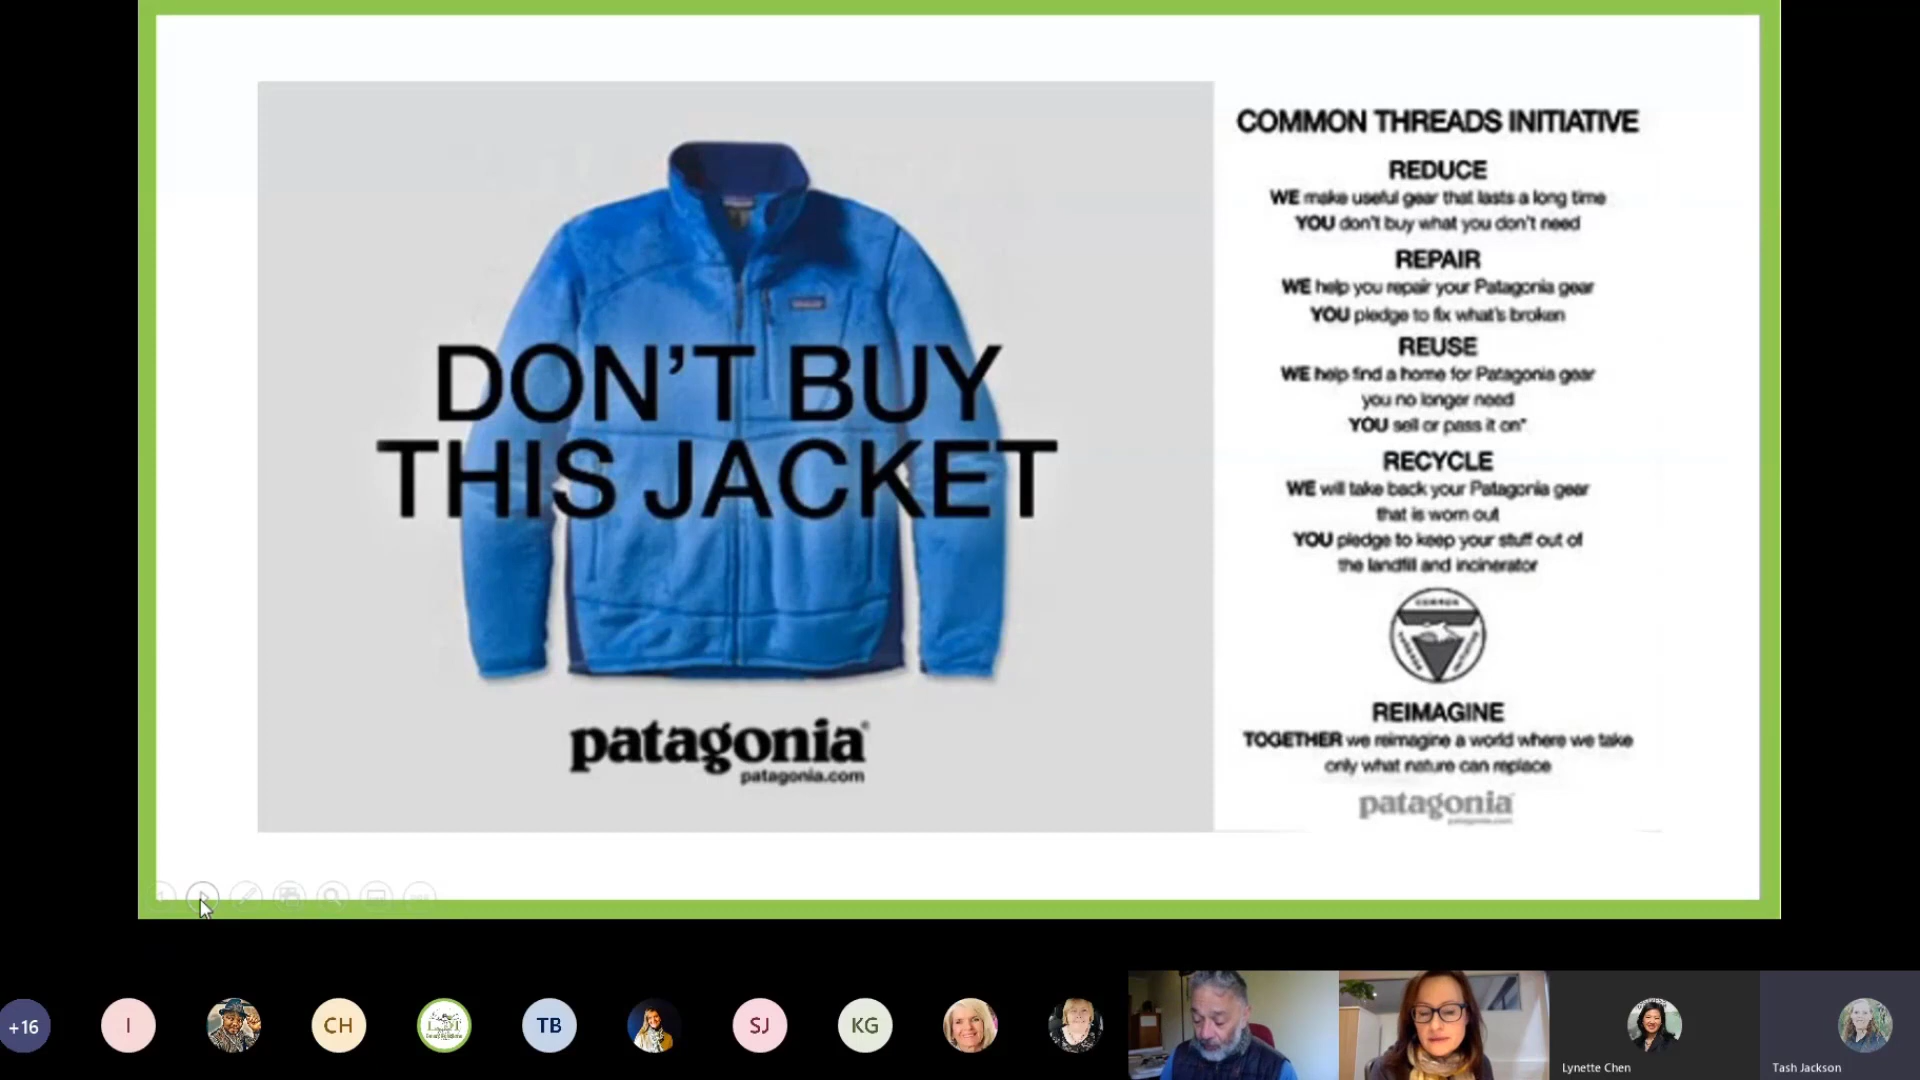 DON'T BUY
THIS JACKET
patagonia®
patagonia.com
COMMON THREADS INITIATIVE
REDUCE
WE make useful gear that lasts a long time
YOU don't buy what you don't need
REPAIR
WE help you repair your Patagonia gear
YOU pledge to fix what's broken
REUSE
WE help find a home for Patagonia gear
you no longer need
YOU sell or pass it on*
RECYCLE
WE will take back your Patagonia gear
that is worn out
YOU pledge to keep your stuff out of
the landfill and incinerator
COMMON
REIMAGINE
TOGETHER we reimagine a world where we take
only what nature can replace
patagonia
patagonia.com
+16
I
CH
TB
SJ
KG
Lynette Chen
Tash Jackson